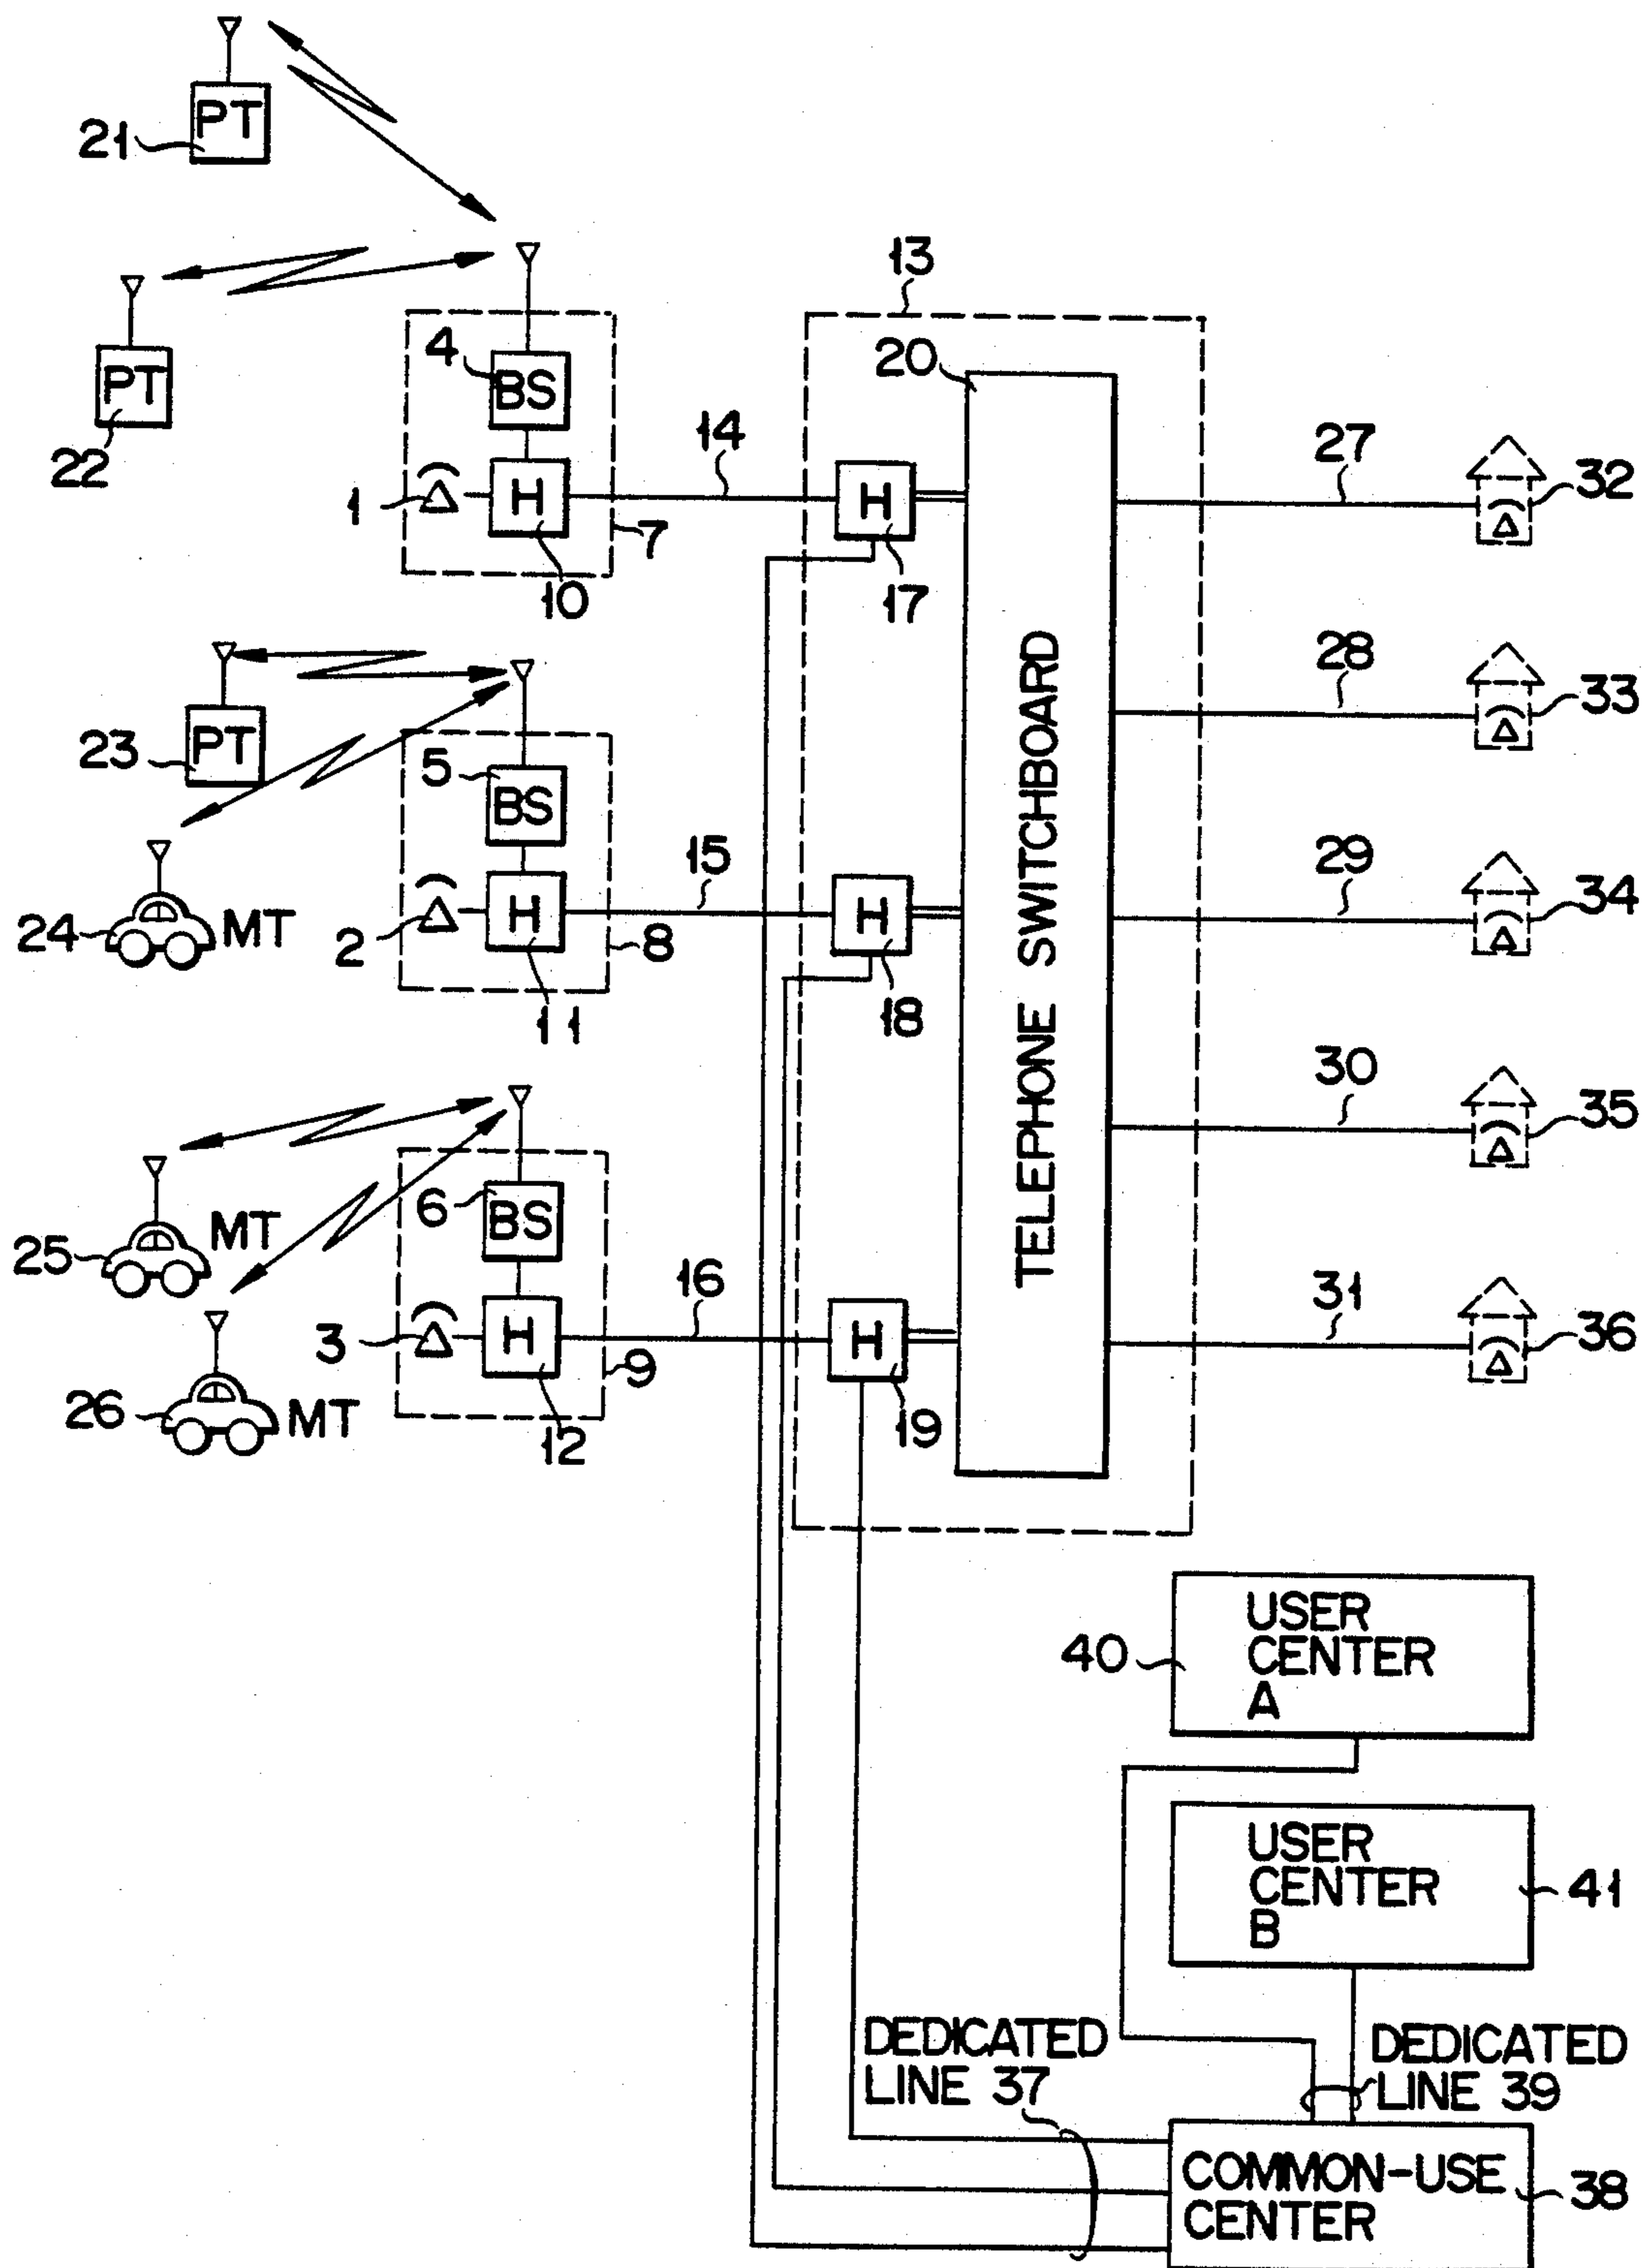 PT
21
13
4
BS
20
PT
22
14
27
32
1
H
H
7
10
17
28
33
23
PT
5
BS
15
29
34
24
MT
2
H
H
8
11
18
TELEPHONE SWITCHBOARD
30
35
6
BS
25
MT
16
31
36
3
H
H
9
26
MT
12
19
USER
CENTER
A
40
USER
CENTER
B
41
DEDICATED
LINE 37
DEDICATED
LINE 39
COMMON-USE
CENTER
38